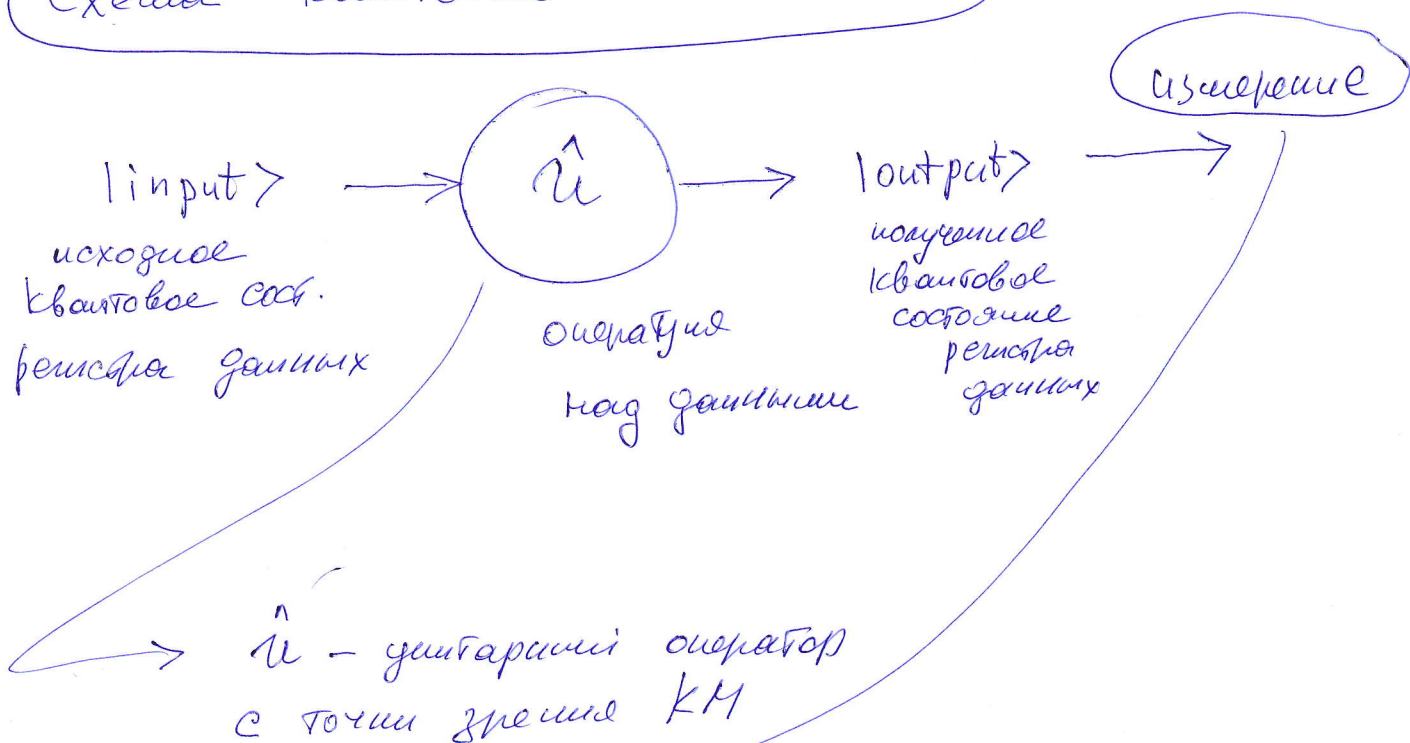 Схема
измерение
|input> → û → |output> →
исходное
квантовое сост.
регистра данных
операция
над данными
полученное
квантовое
состояние
регистра
данных
→ û – унитарный оператор
с точки зрения КМ